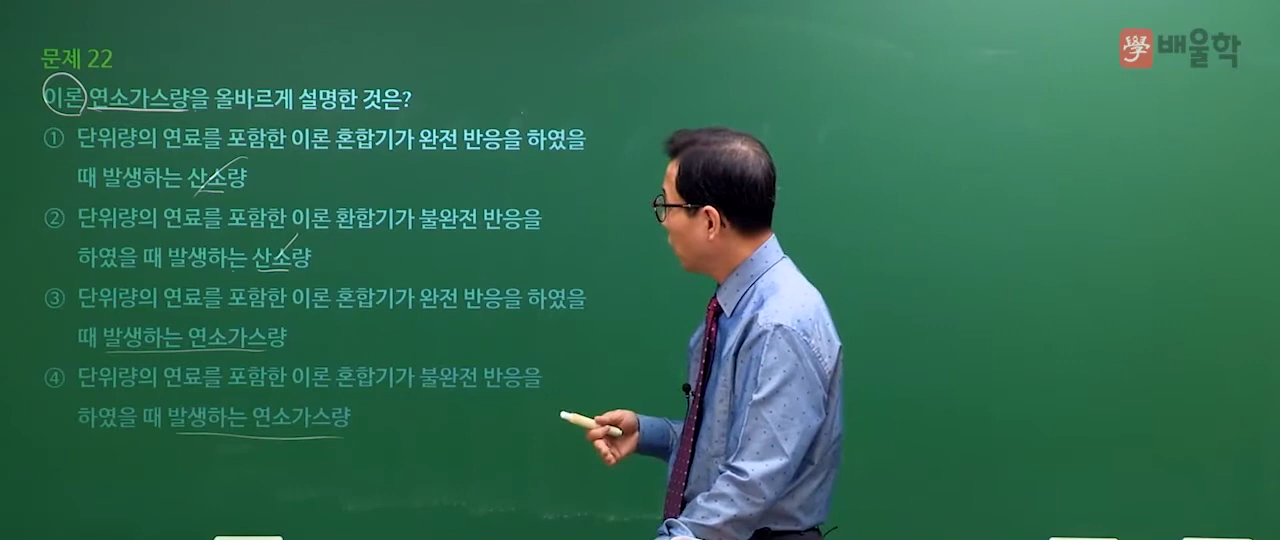 學 배울학
문제 22
이론 연소가스량을 올바르게 설명한 것은?
① 단위량의 연료를 포함한 이론 혼합기가 완전 반응을 하였을
때 발생하는 산소량
② 단위량의 연료를 포함한 이론 환합기가 불완전 반응을
하였을 때 발생하는 산소량
③ 단위량의 연료를 포함한 이론 혼합기가 완전 반응을 하였을
때 발생하는 연소가스량
④ 단위량의 연료를 포함한 이론 혼합기가 불완전 반응을
하였을 때 발생하는 연소가스량